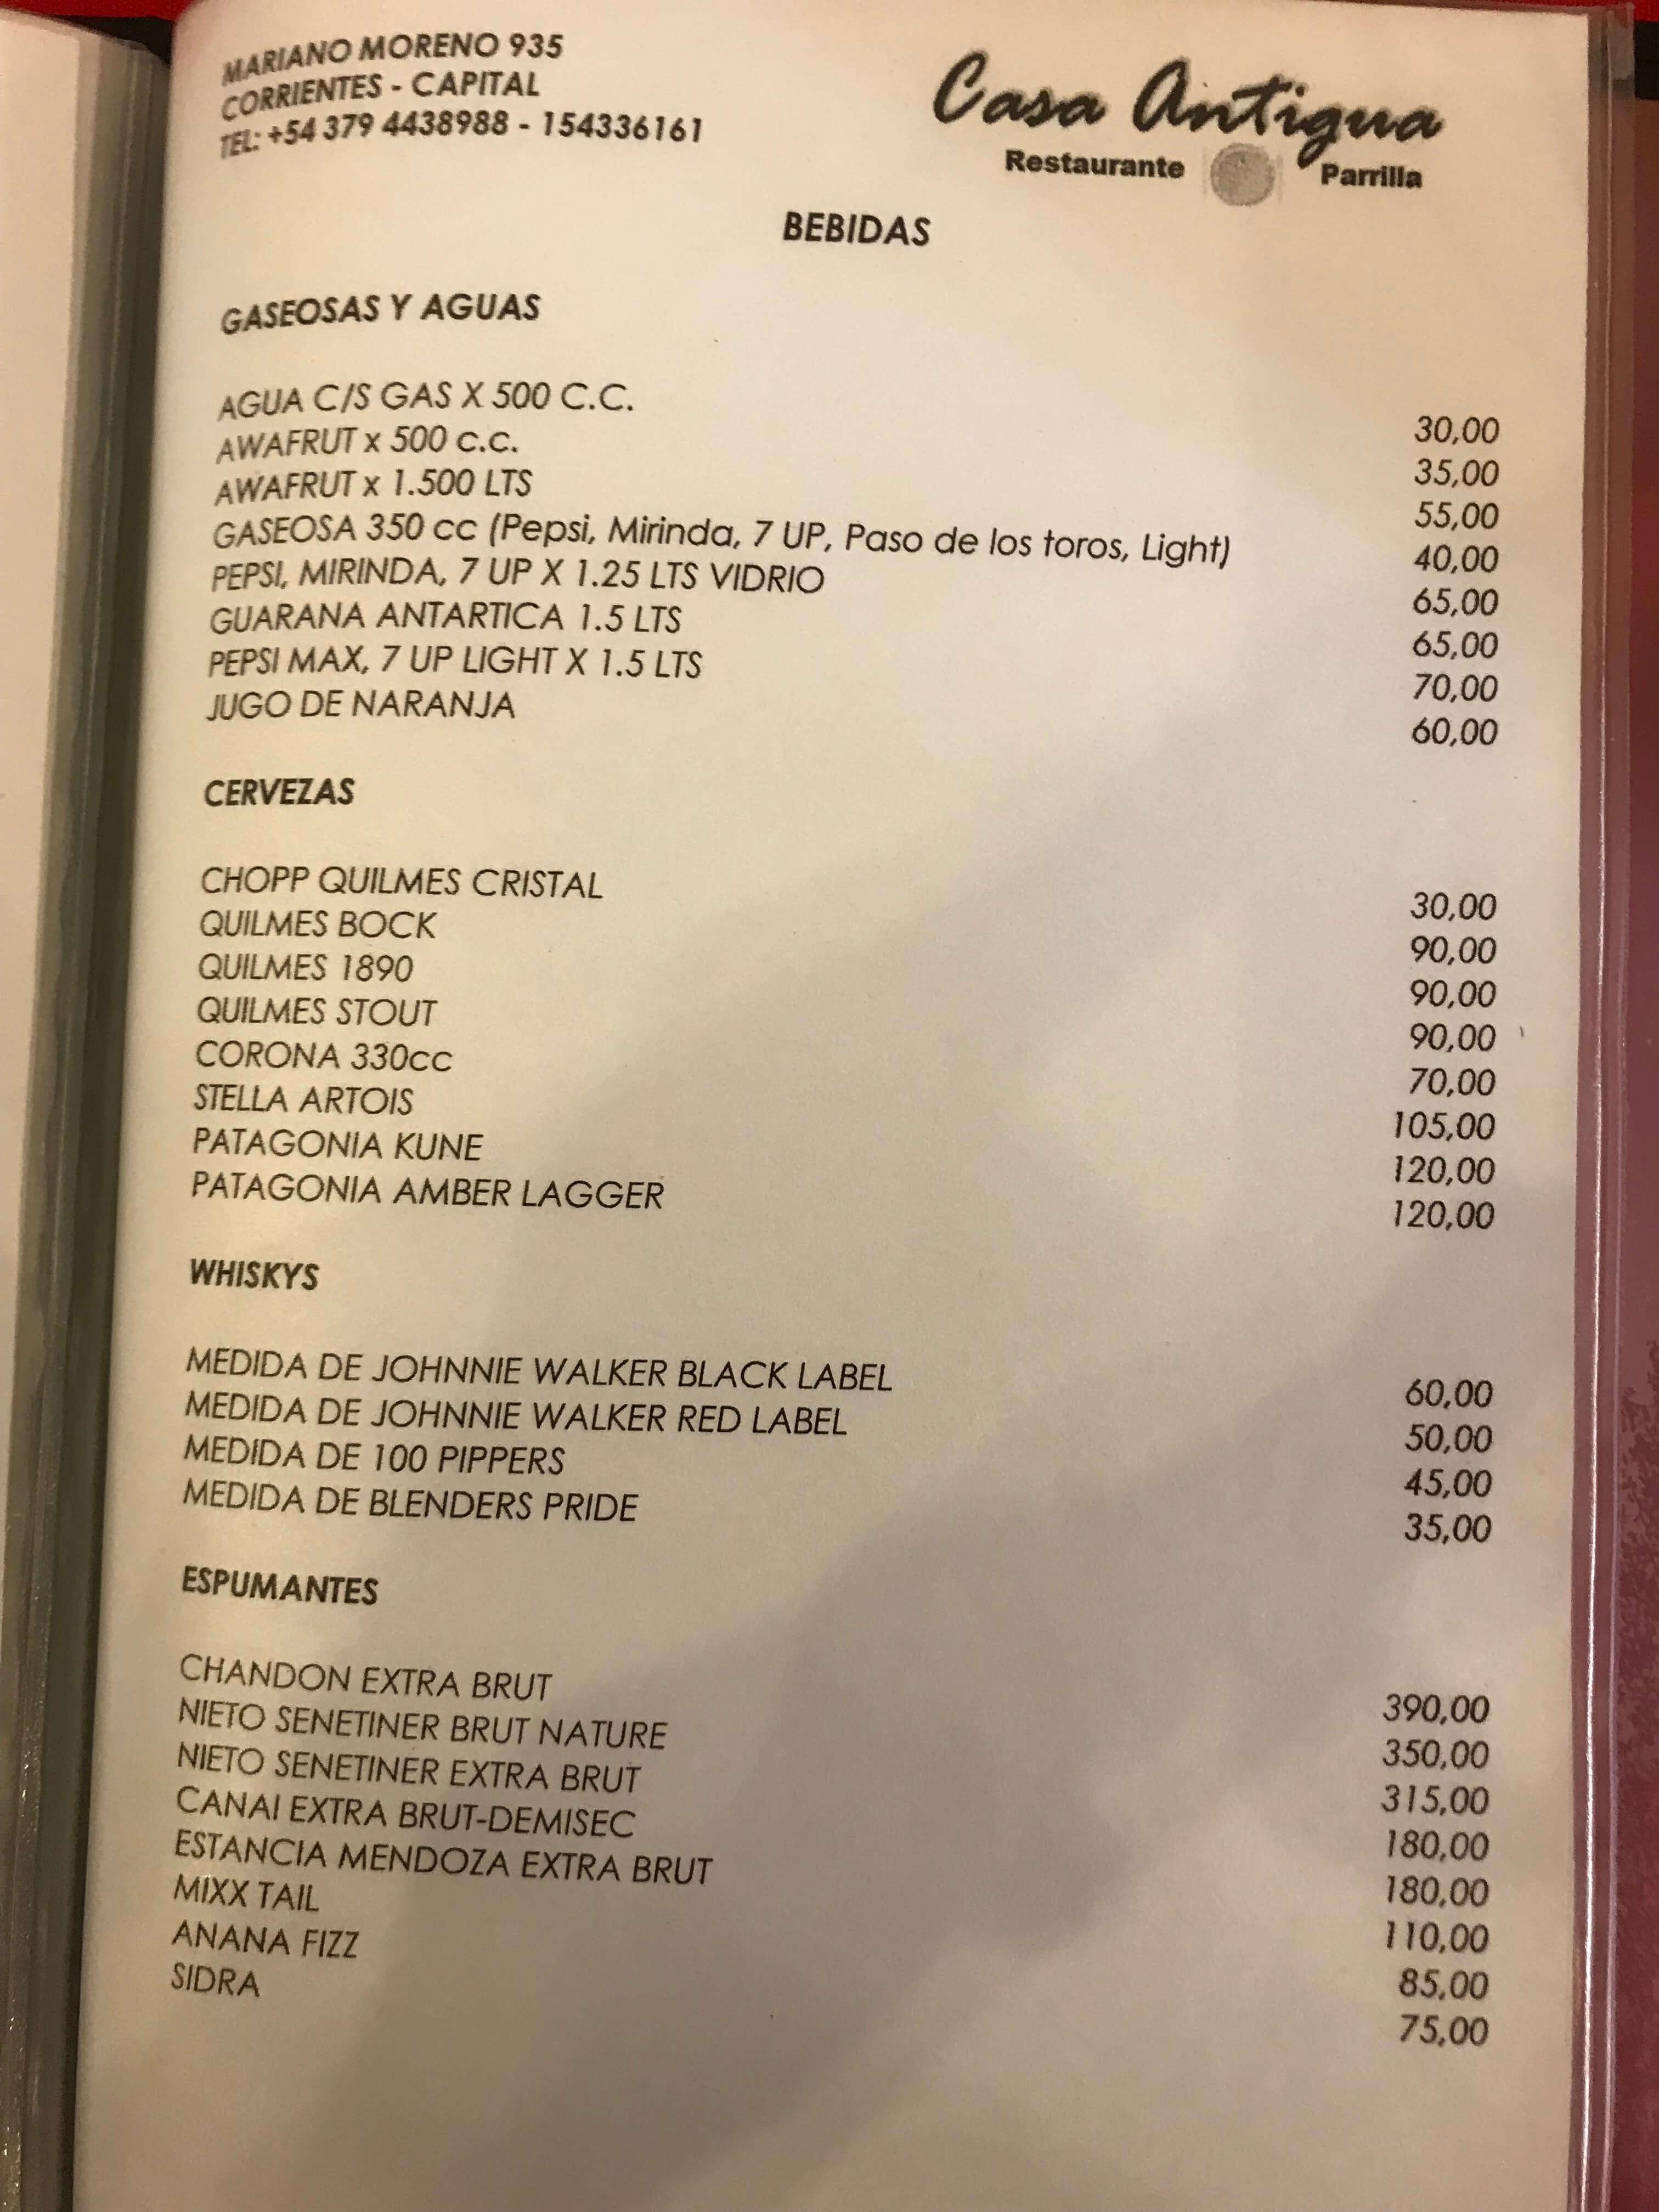 MARIANO MORENO 935
CORRIENTES - CAPITAL
TEL: +54 379 4438988 - 154336161
Casa Antigua
Restaurante Parrilla
BEBIDAS
GASEOSAS Y AGUAS
AGUA C/S GAS X 500 C.C. 30,00
AWAFRUT x 500 c.c. 35,00
AWAFRUT x 1.500 LTS 55,00
GASEOSA 350 cc (Pepsi, Mirinda, 7 UP, Paso de los toros, Light) 40,00
PEPSI, MIRINDA, 7 UP X 1.25 LTS VIDRIO 65,00
GUARANA ANTARTICA 1.5 LTS 65,00
PEPSI MAX, 7 UP LIGHT X 1.5 LTS 70,00
JUGO DE NARANJA 60,00
CERVEZAS
CHOPP QUILMES CRISTAL 30,00
QUILMES BOCK 90,00
QUILMES 1890 90,00
QUILMES STOUT 90,00
CORONA 330cc 70,00
STELLA ARTOIS 105,00
PATAGONIA KUNE 120,00
PATAGONIA AMBER LAGGER 120,00
WHISKYS
MEDIDA DE JOHNNIE WALKER BLACK LABEL 60,00
MEDIDA DE JOHNNIE WALKER RED LABEL 50,00
MEDIDA DE 100 PIPPERS 45,00
MEDIDA DE BLENDERS PRIDE 35,00
ESPUMANTES
CHANDON EXTRA BRUT 390,00
NIETO SENETINER BRUT NATURE 350,00
NIETO SENETINER EXTRA BRUT 315,00
CANAI EXTRA BRUT-DEMISEC 180,00
ESTANCIA MENDOZA EXTRA BRUT 180,00
MIXX TAIL 110,00
ANANA FIZZ 85,00
SIDRA 75,00